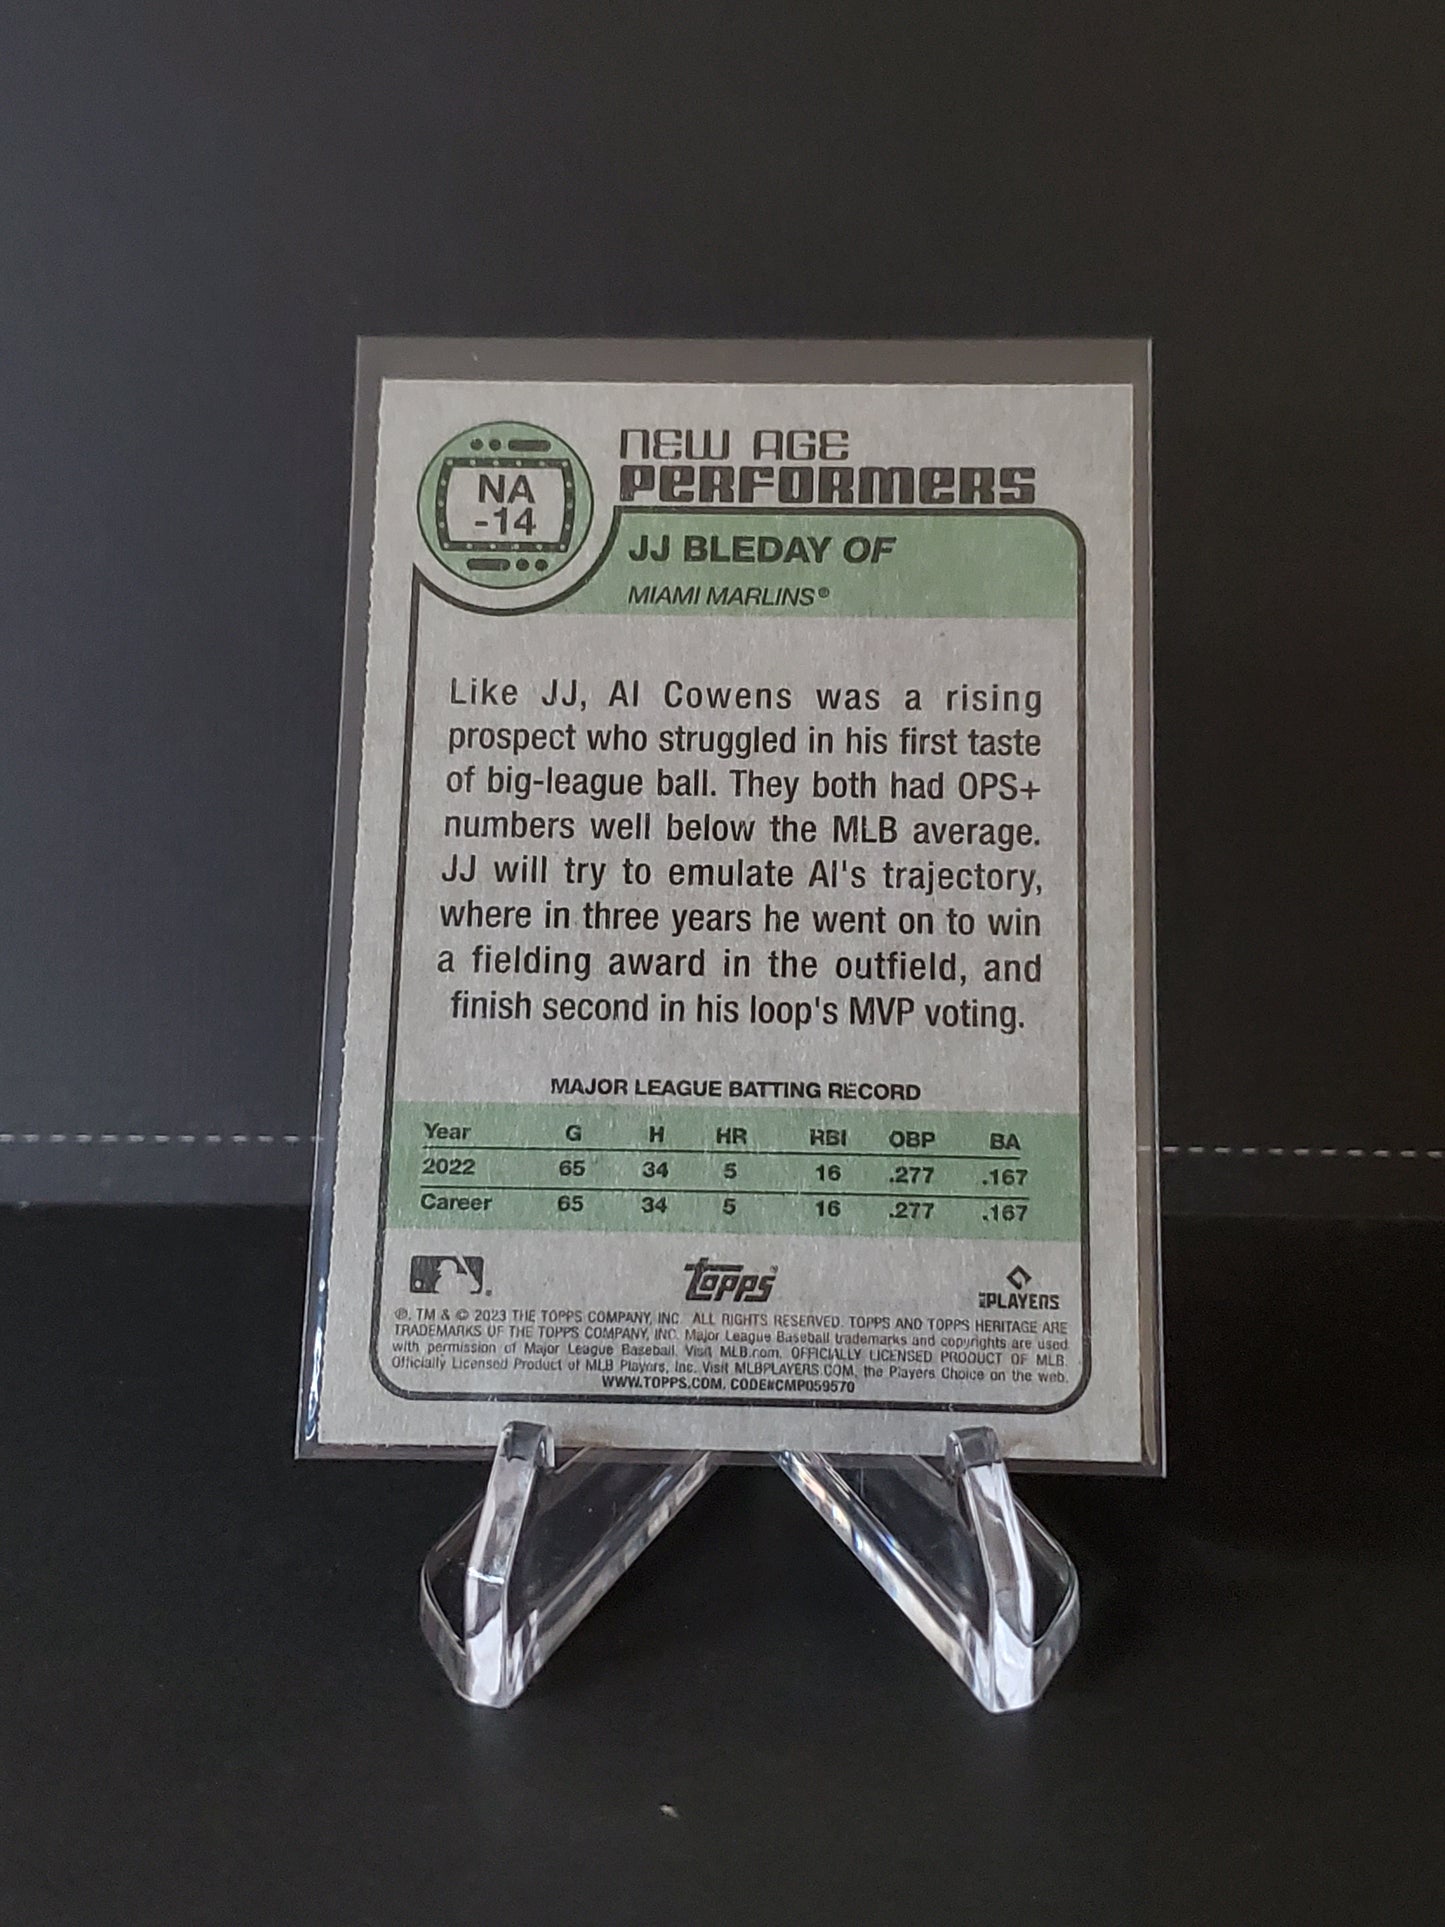 NA
-14
NEW AGE
PERFORMERS
JJ BLEDAY OF
MIAMI MARLINS®
Like JJ, Al Cowens was a rising
prospect who struggled in his first taste
of big-league ball. They both had OPS+
numbers well below the MLB average.
JJ will try to emulate Al's trajectory,
where in three years he went on to win
a fielding award in the outfield, and
finish second in his loop's MVP voting.
MAJOR LEAGUE BATTING RECORD
Year G H HR RBI OBP BA
2022 65 34 5 16 .277 .167
Career 65 34 5 16 .277 .167
topps PLAYERS
®, TM & © 2023 THE TOPPS COMPANY, INC. ALL RIGHTS RESERVED. TOPPS AND TOPPS HERITAGE ARE
TRADEMARKS OF THE TOPPS COMPANY, INC. Major League Baseball trademarks and copyrights are used
with permission of Major League Baseball. Visit MLB.com. OFFICIALLY LICENSED PRODUCT OF MLB
Officially Licensed Product of MLB Players, Inc. Visit MLBPLAYERS.COM, the Players Choice on the web.
WWW.TOPPS.COM. CODE#CMP059570